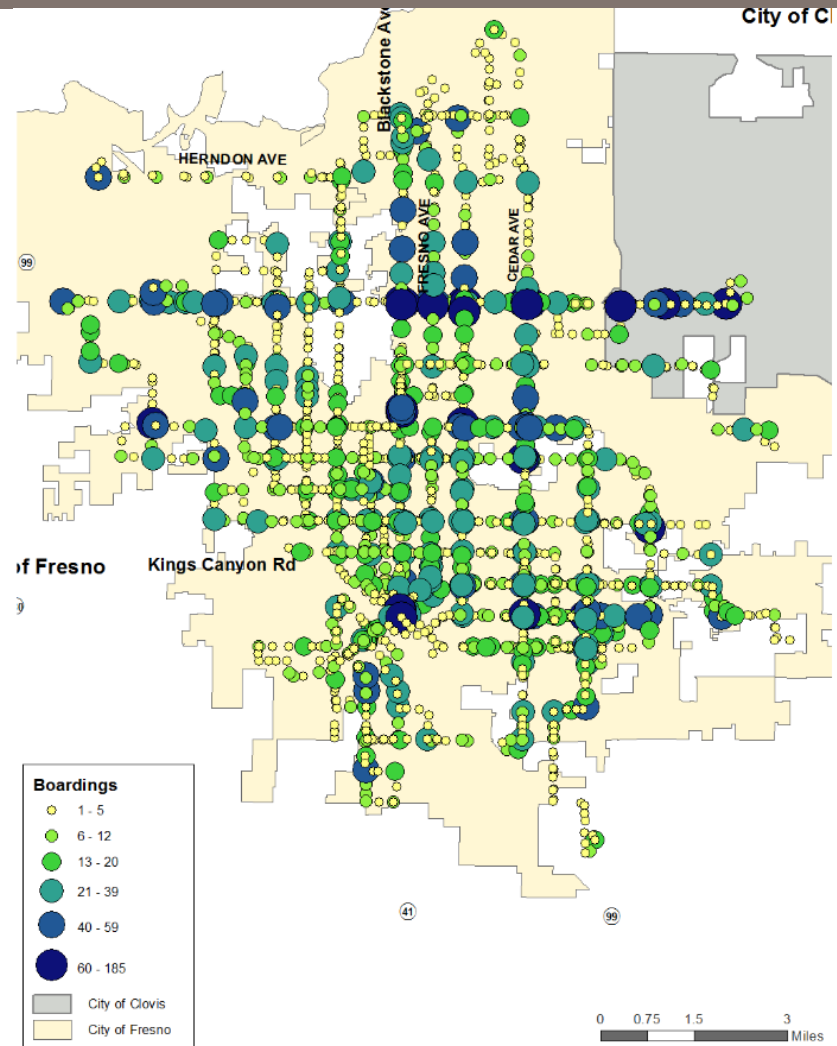 City of Cl
Blackstone Av
HERNDON AVE
FRESNO AVE
CEDAR AVE
99
of Fresno
Kings Canyon Rd
Boardings
1 - 5
6 - 12
13 - 20
21 - 39
40 - 59
60 - 185
City of Clovis
City of Fresno
41
99
0 0.75 1.5 3
Miles